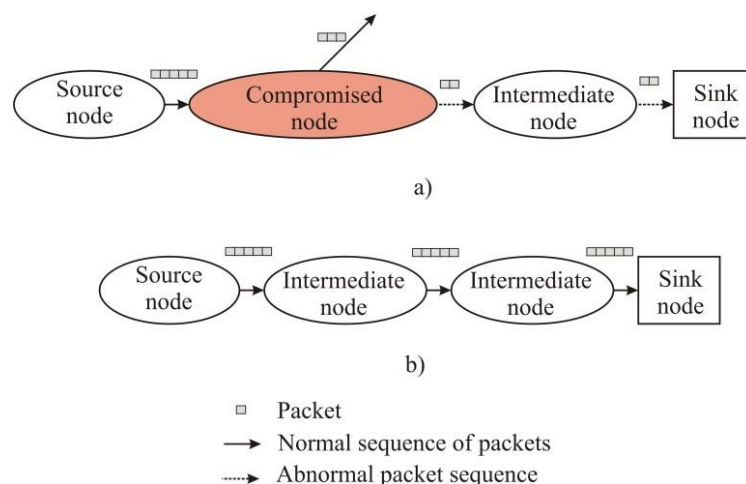 Source
node
Compromised
node
Intermediate
node
Sink
node
a)
Source
node
Intermediate
node
Intermediate
node
Sink
node
b)
Packet
Normal sequence of packets
Abnormal packet sequence